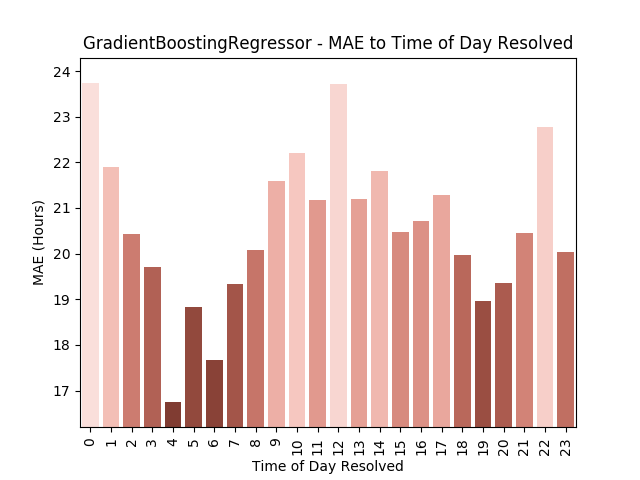 GradientBoostingRegressor - MAE to Time of Day Resolved
24
23
22
21
20
19
18
17
MAE (Hours)
0 1 2 3 4 5 6 7 8 9 10 11 12 13 14 15 16 17 18 19 20 21 22 23
Time of Day Resolved